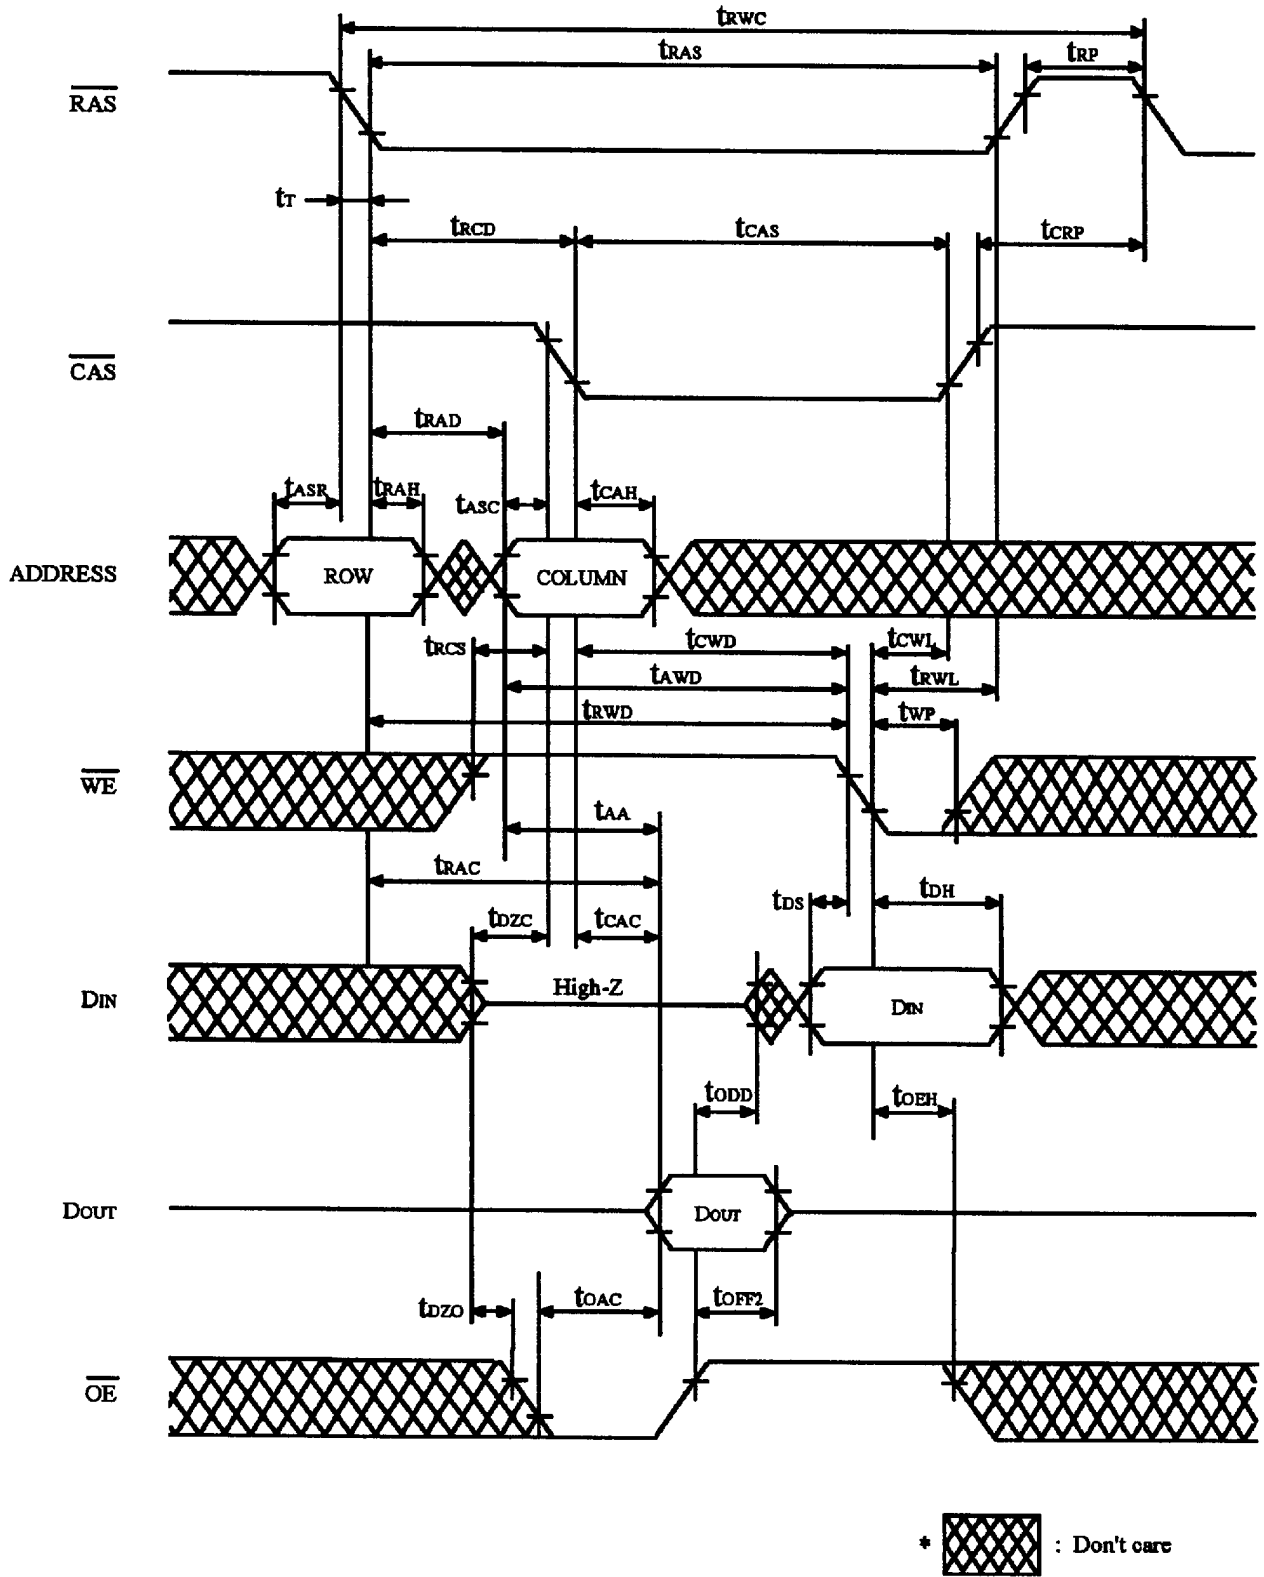 tRWC
tRAS
tRP
RAS
tT
tRCD
tCAS
tCRP
CAS
tRAD
tASR
tRAH
tASC
tCAH
ADDRESS
ROW
COLUMN
tRCS
tCWD
tCWL
tAWD
tRWL
tRWD
tWP
WE
tAA
tRAC
tDS
tDH
tDZC
tCAC
DIN
High-Z
DIN
tODD
tOEH
DOUT
DOUT
tDZO
tOAC
tOFF2
OE
* : Don't care